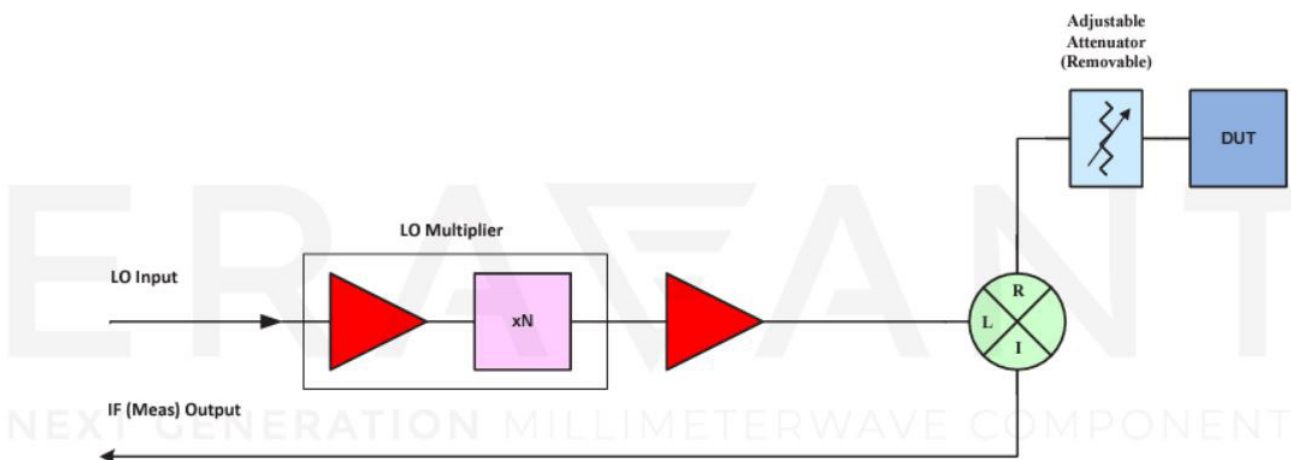 Adjustable
Attenuator
(Removable)
DUT
ERAVANT
LO Multiplier
LO Input
xN
R
L
I
IF (Meas) Output
NEXT GENERATION MILLIMETERWAVE COMPONENT